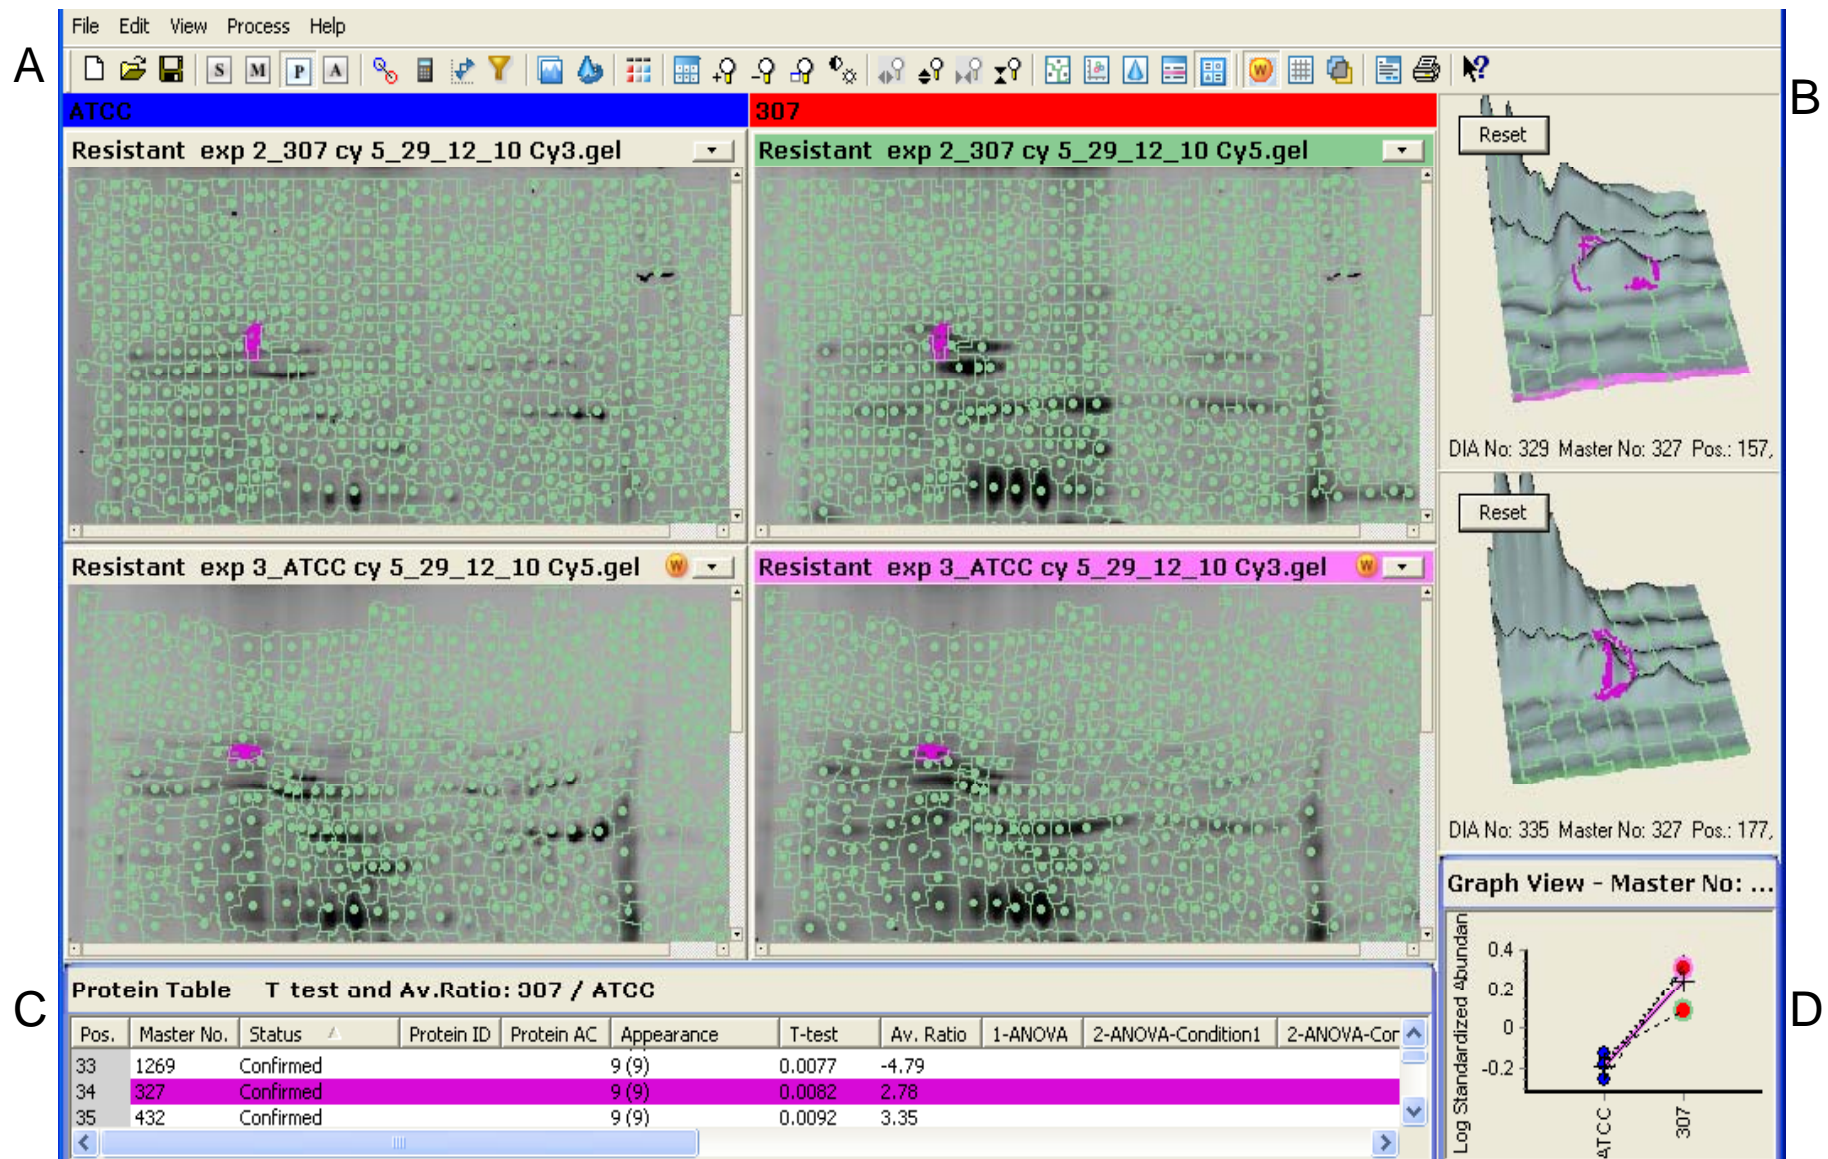 File Edit View Process Help
A
S M P A
W
B
ATCC
307
Reset
Resistant exp 2_307 cy 5_29_12_10 Cy3.gel
Resistant exp 2_307 cy 5_29_12_10 Cy5.gel
DIA No: 329 Master No: 327 Pos.: 157,
Reset
Resistant exp 3_ATCC cy 5_29_12_10 Cy5.gel W
Resistant exp 3_ATCC cy 5_29_12_10 Cy3.gel W
DIA No: 335 Master No: 327 Pos.: 177,
C
Protein Table T test and Av.Ratio: 307 / ATCC
Pos. Master No. Status Protein ID Protein AC Appearance T-test Av. Ratio 1-ANOVA 2-ANOVA-Condition1 2-ANOVA-Con
33 1269 Confirmed 9 (9) 0.0077 -4.79
34 327 Confirmed 9 (9) 0.0082 2.78
35 432 Confirmed 9 (9) 0.0092 3.35
D
Graph View - Master No: ...
Log Standardized Abundan
0.4
0.2
0
-0.2
ATCC
307